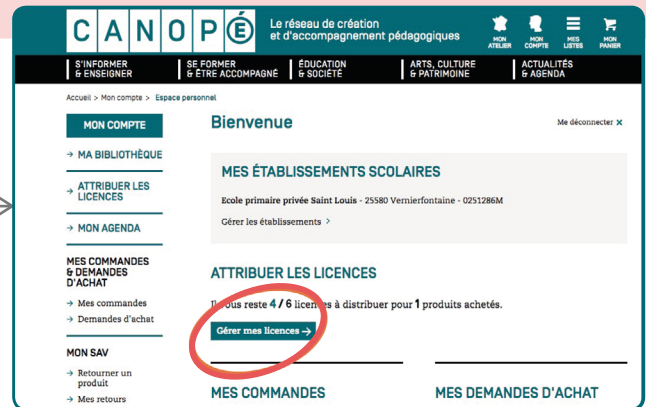 CANOPÉ
Le réseau de création
et d'accompagnement pédagogiques
MON
ATELIER
MON
COMPTE
MES
LISTES
MON
PANIER
S'INFORMER
& ENSEIGNER
SE FORMER
& ÊTRE ACCOMPAGNÉ
ÉDUCATION
& SOCIÉTÉ
ARTS, CULTURE
& PATRIMOINE
ACTUALITÉS
& AGENDA
Accueil > Mon compte > Espace personnel
MON COMPTE
→ MA BIBLIOTHÈQUE
→ ATTRIBUER LES
LICENCES
→ MON AGENDA
MES COMMANDES
& DEMANDES
D'ACHAT
→ Mes commandes
→ Demandes d'achat
MON SAV
→ Retourner un
produit
→ Mes retours
Bienvenue
Me déconnecter ×
MES ÉTABLISSEMENTS SCOLAIRES
Ecole primaire privée Saint Louis - 25580 Vernierfontaine - 0251286M
Gérer les établissements >
ATTRIBUER LES LICENCES
Il vous reste 4 / 6 licences à distribuer pour 1 produits achetés.
Gérer mes licences →
MES COMMANDES
MES DEMANDES D'ACHAT